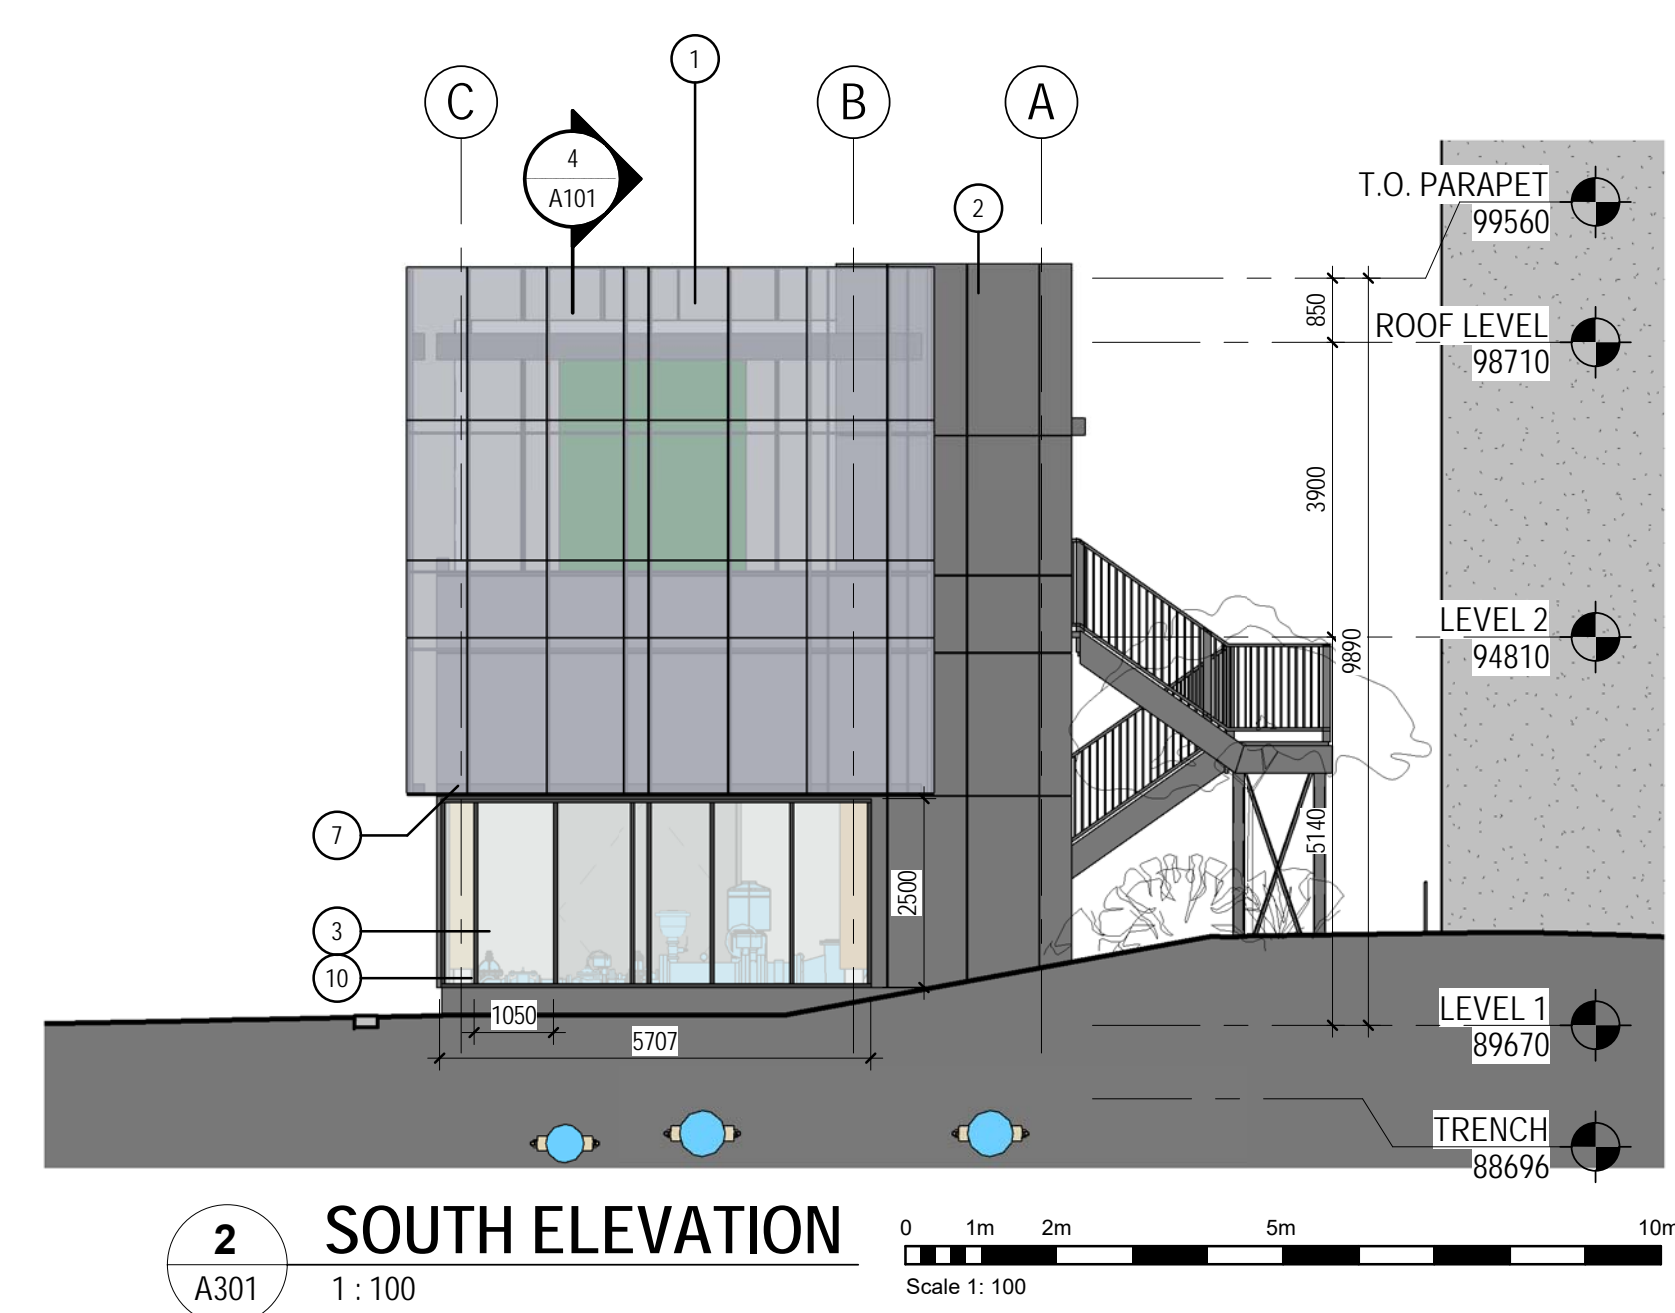 1
C
B
A
4
A101
2
T.O. PARAPET
99560
850
ROOF LEVEL
98710
3900
LEVEL 2
94810
9890
5140
7
2500
3
10
1050
5707
LEVEL 1
89670
TRENCH
88696
2
A301
SOUTH ELEVATION
1 : 100
0 1m 2m 5m 10m
Scale 1: 100